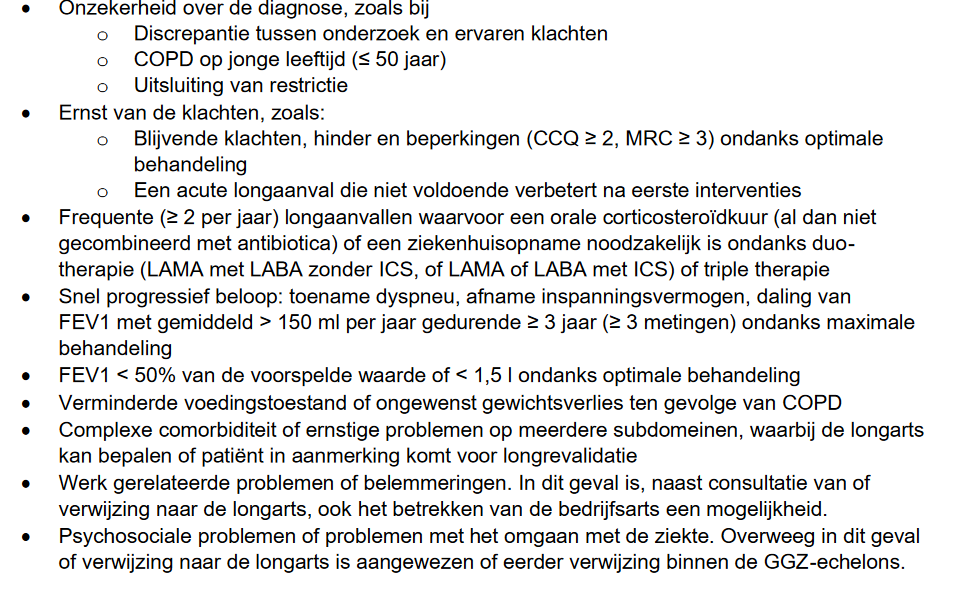 • Onzekerheid over de diagnose, zoals bij
o Discrepantie tussen onderzoek en ervaren klachten
o COPD op jonge leeftijd (≤ 50 jaar)
o Uitsluiting van restrictie
• Ernst van de klachten, zoals:
o Blijvende klachten, hinder en beperkingen (CCQ ≥ 2, MRC ≥ 3) ondanks optimale
behandeling
o Een acute longaanval die niet voldoende verbetert na eerste interventies
• Frequente (≥ 2 per jaar) longaanvallen waarvoor een orale corticosteroïdkuur (al dan niet
gecombineerd met antibiotica) of een ziekenhuisopname noodzakelijk is ondanks duo-
therapie (LAMA met LABA zonder ICS, of LAMA of LABA met ICS) of triple therapie
• Snel progressief beloop: toename dyspneu, afname inspanningsvermogen, daling van
FEV1 met gemiddeld > 150 ml per jaar gedurende ≥ 3 jaar (≥ 3 metingen) ondanks maximale
behandeling
• FEV1 < 50% van de voorspelde waarde of < 1,5 l ondanks optimale behandeling
• Verminderde voedingstoestand of ongewenst gewichtsverlies ten gevolge van COPD
• Complexe comorbiditeit of ernstige problemen op meerdere subdomeinen, waarbij de longarts
kan bepalen of patiënt in aanmerking komt voor longrevalidatie
• Werk gerelateerde problemen of belemmeringen. In dit geval is, naast consultatie van of
verwijzing naar de longarts, ook het betrekken van de bedrijfsarts een mogelijkheid.
• Psychosociale problemen of problemen met het omgaan met de ziekte. Overweeg in dit geval
of verwijzing naar de longarts is aangewezen of eerder verwijzing binnen de GGZ-echelons.